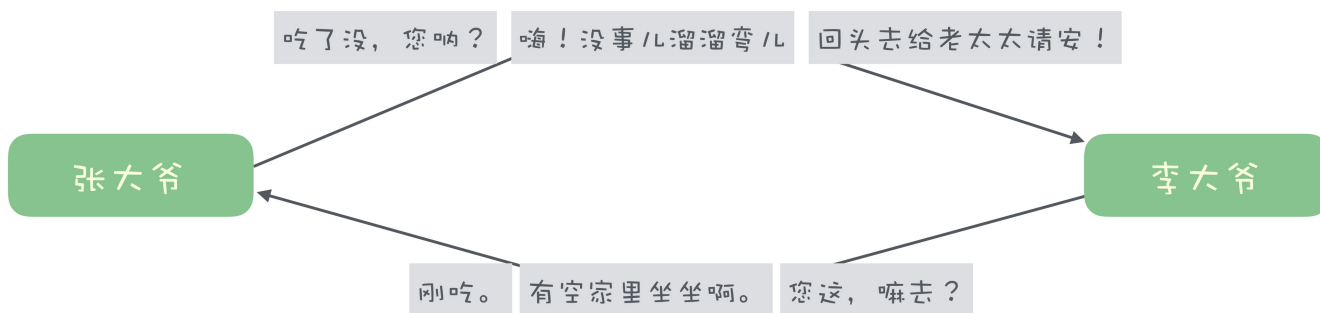 吃了没，您呐？ 嗨！没事儿溜溜弯儿 回头去给老太太请安！
张大爷 李大爷
刚吃。 有空家里坐坐啊。 您这，嘛去？